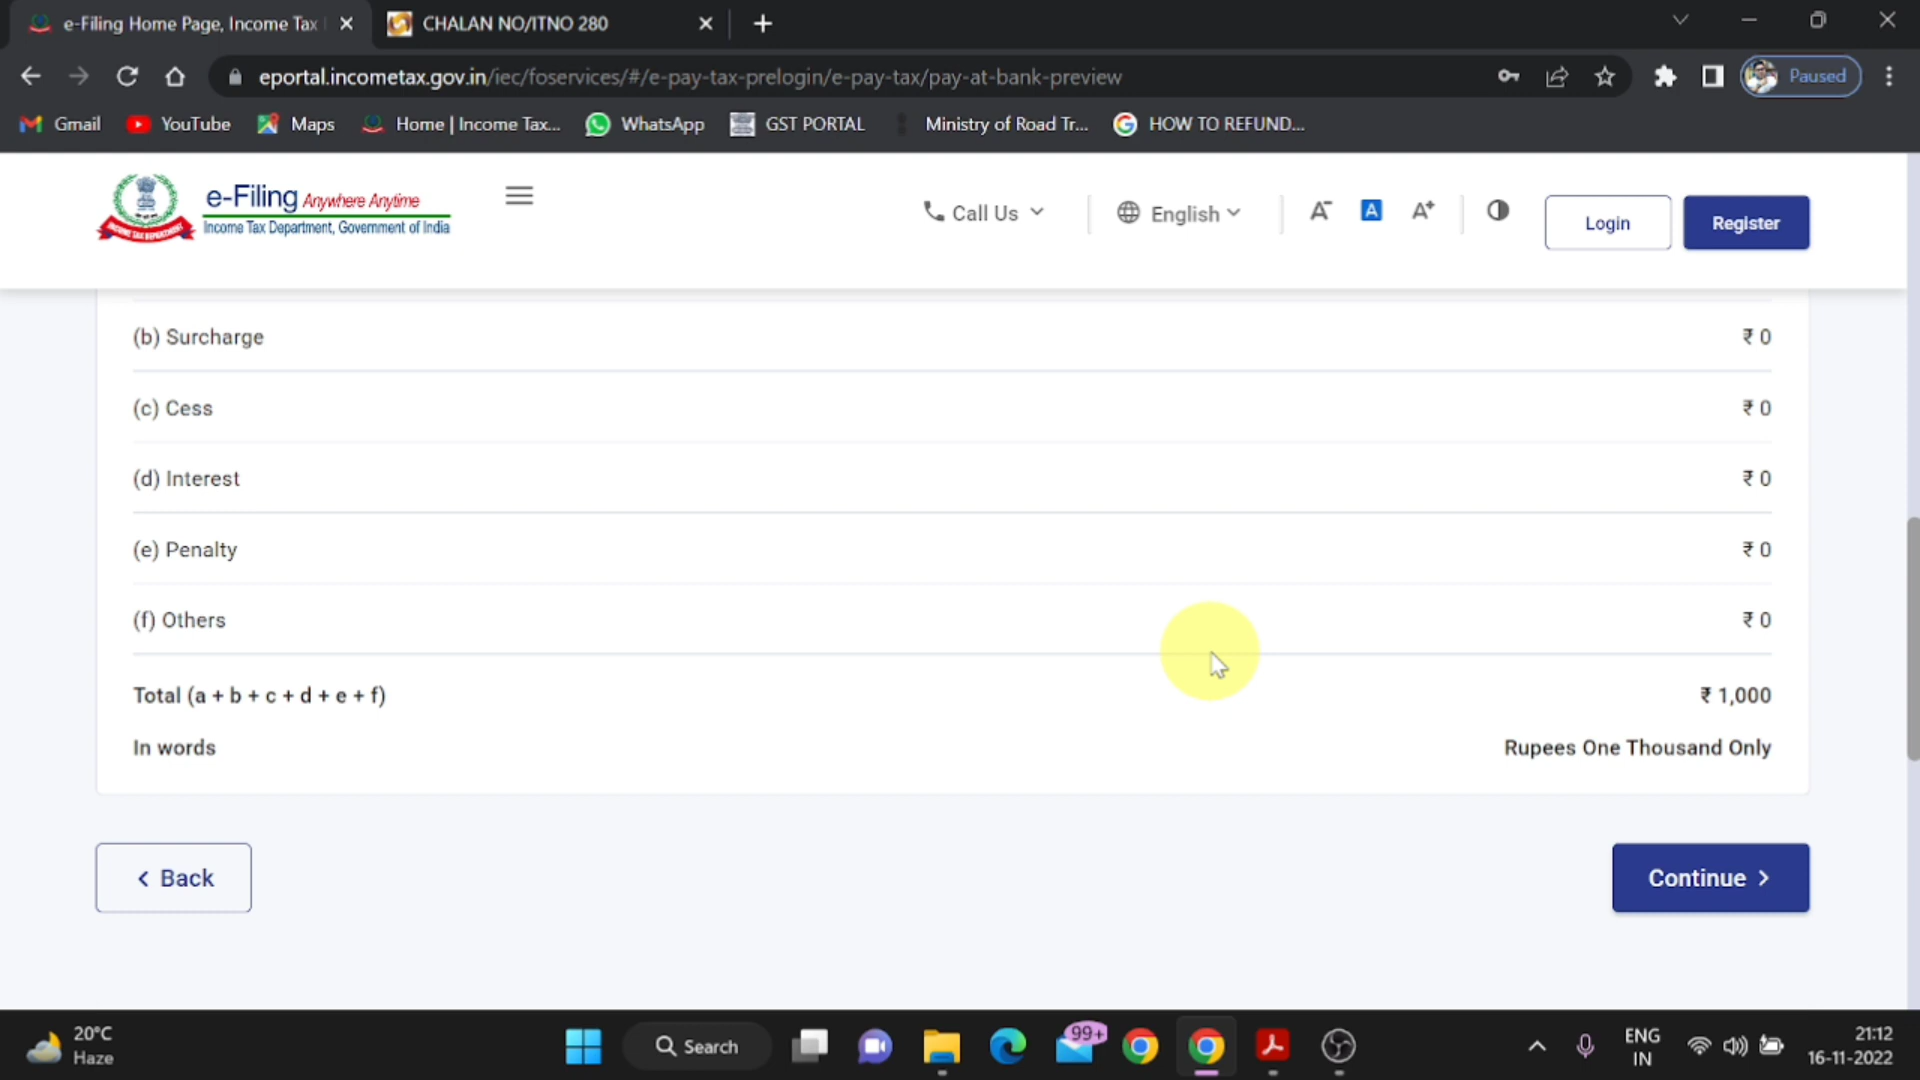 e-Filing Home Page, Income Tax
CHALAN NO/ITNO 280
eportal.incometax.gov.in/iec/foservices/#/e-pay-tax-prelogin/e-pay-tax/pay-at-bank-preview
Paused
Gmail
YouTube
Maps
Home | Income Tax...
WhatsApp
GST PORTAL
Ministry of Road Tr...
HOW TO REFUND...
e-Filing Anywhere Anytime
Income Tax Department, Government of India
Call Us
English
A-
A
A+
Login
Register
(b) Surcharge ₹ 0
(c) Cess ₹ 0
(d) Interest ₹ 0
(e) Penalty ₹ 0
(f) Others ₹ 0
Total (a + b + c + d + e + f) ₹ 1,000
In words Rupees One Thousand Only
< Back
Continue >
20°C
Haze
Search
99+
ENG
IN
21:12
16-11-2022